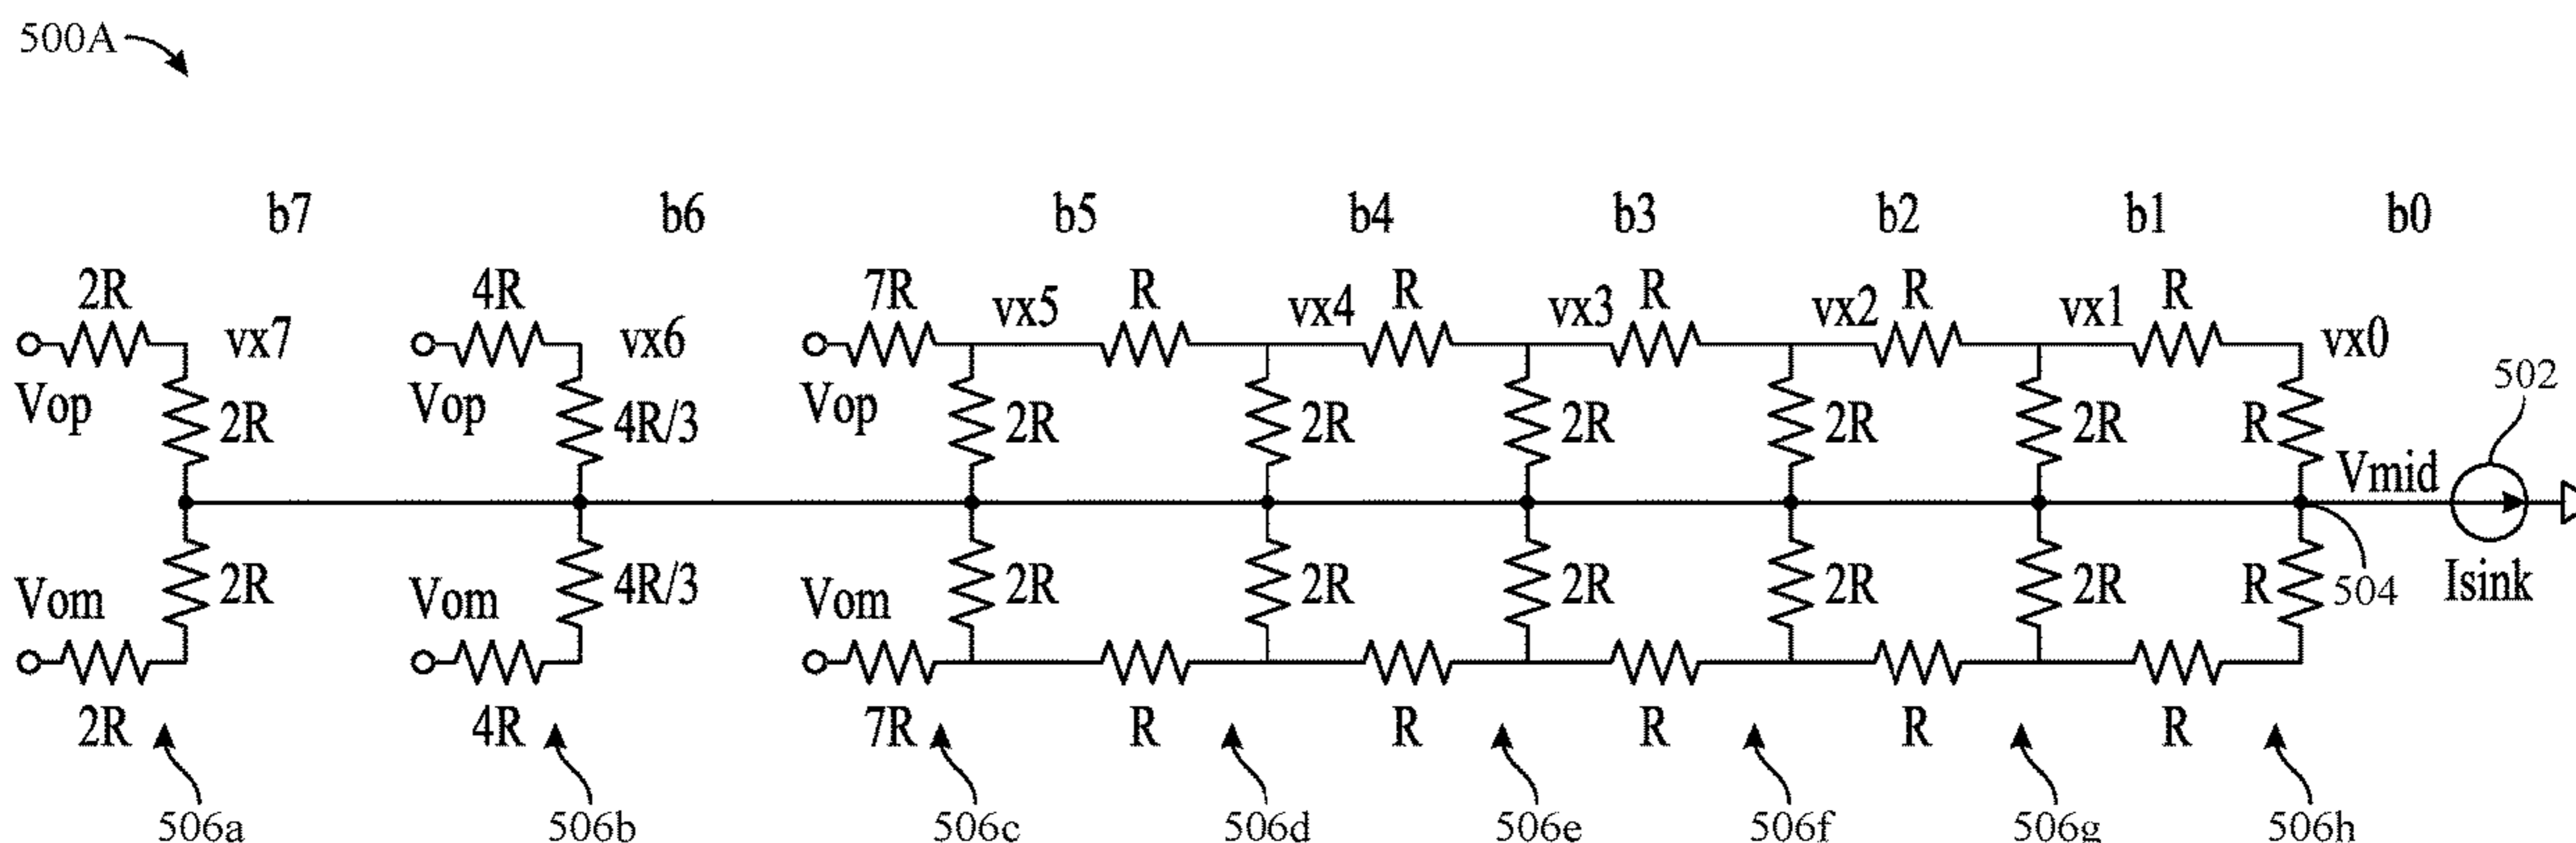 500A
b7 b6 b5 b4 b3 b2 b1 b0
2R 4R 7R R R R R R
vx7 vx6 vx5 vx4 vx3 vx2 vx1 vx0
502
Vop Vop Vop
2R 4R/3 2R 2R 2R 2R 2R R
Vmid
2R 4R/3 2R 2R 2R 2R 2R R 504 Isink
Vom Vom Vom
2R 4R 7R R R R R R
506a 506b 506c 506d 506e 506f 506g 506h